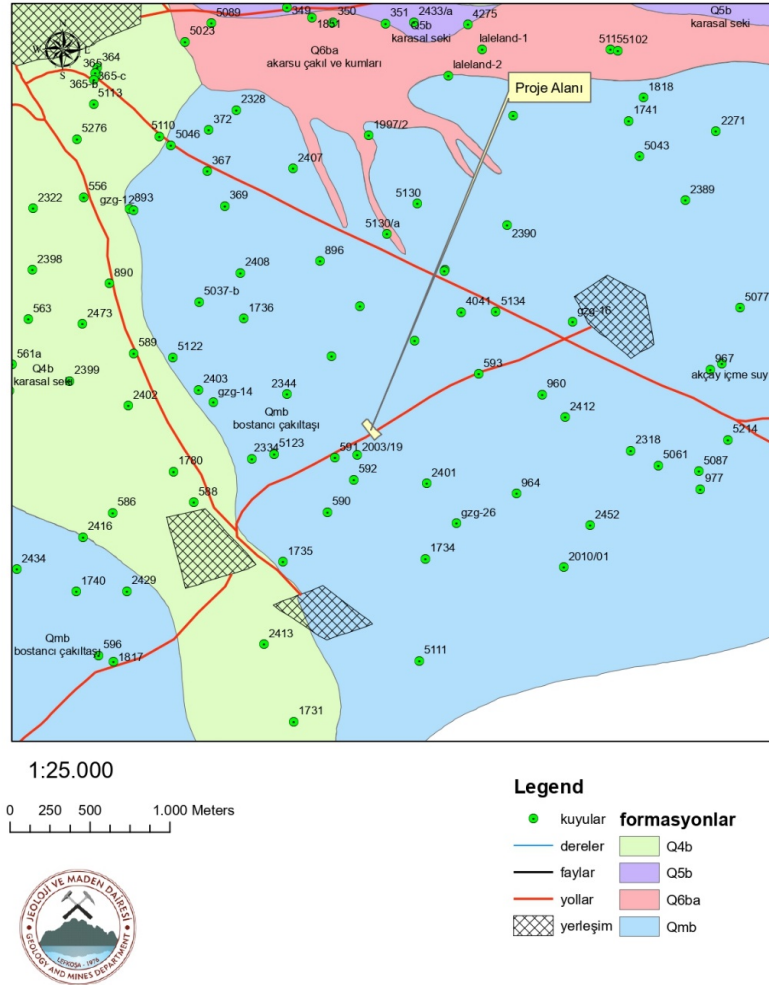 5089
349
1851
350
351
2433/a
Q5b
karasal seki
4275
Q5b
karasal seki
5023
Q6ba
akarsu çakıl ve kumları
laleland-1
5115
5102
laleland-2
W
L
S
364
365
365-c
365-b
5113
Proje Alanı
1818
1741
2271
2328
372
5110
5046
1997/2
5276
5043
367
2407
556
gzg-12
893
2322
369
5130
2389
5130/a
2390
2398
2408
896
890
5037-b
563
2473
1736
4041
5134
gzg-16
5077
589
5122
561a
Q4b
karasal seki
2399
593
967
akçay içme suy
2403
gzg-14
2344
960
2402
Qmb
bostancı çakıltaşı
2412
5214
2334
5123
591
2003/19
2318
5061
5087
1780
592
2401
977
588
964
586
590
gzg-26
2452
2416
2434
1735
1734
2010/01
1740
2429
Qmb
bostancı çakıltaşı
596
1817
2413
5111
1731
1:25.000
0 250 500 1.000 Meters
Legend
kuyular
dereler
faylar
yollar
yerleşim
formasyonlar
Q4b
Q5b
Q6ba
Qmb
JEOLOJİ VE MADEN DAİRESİ
LEFKOŞA - 1976
GEOLOGY AND MINES DEPARTMENT